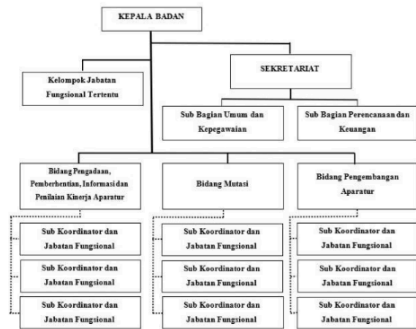 KEPALA BADAN
SEKRETARIAT
Kelompok Jabatan
Fungsional Tertentu
Sub Bagian Umum dan
Kepegawaian
Sub Bagian Perencanaan dan
Keuangan
Bidang Pengadaan,
Pemberhentian, Informasi dan
Penilaian Kinerja Aparatur
Bidang Mutasi
Bidang Pengembangan
Aparatur
Sub Koordinator dan
Jabatan Fungsional
Sub Koordinator dan
Jabatan Fungsional
Sub Koordinator dan
Jabatan Fungsional
Sub Koordinator dan
Jabatan Fungsional
Sub Koordinator dan
Jabatan Fungsional
Sub Koordinator dan
Jabatan Fungsional
Sub Koordinator dan
Jabatan Fungsional
Sub Koordinator dan
Jabatan Fungsional
Sub Koordinator dan
Jabatan Fungsional